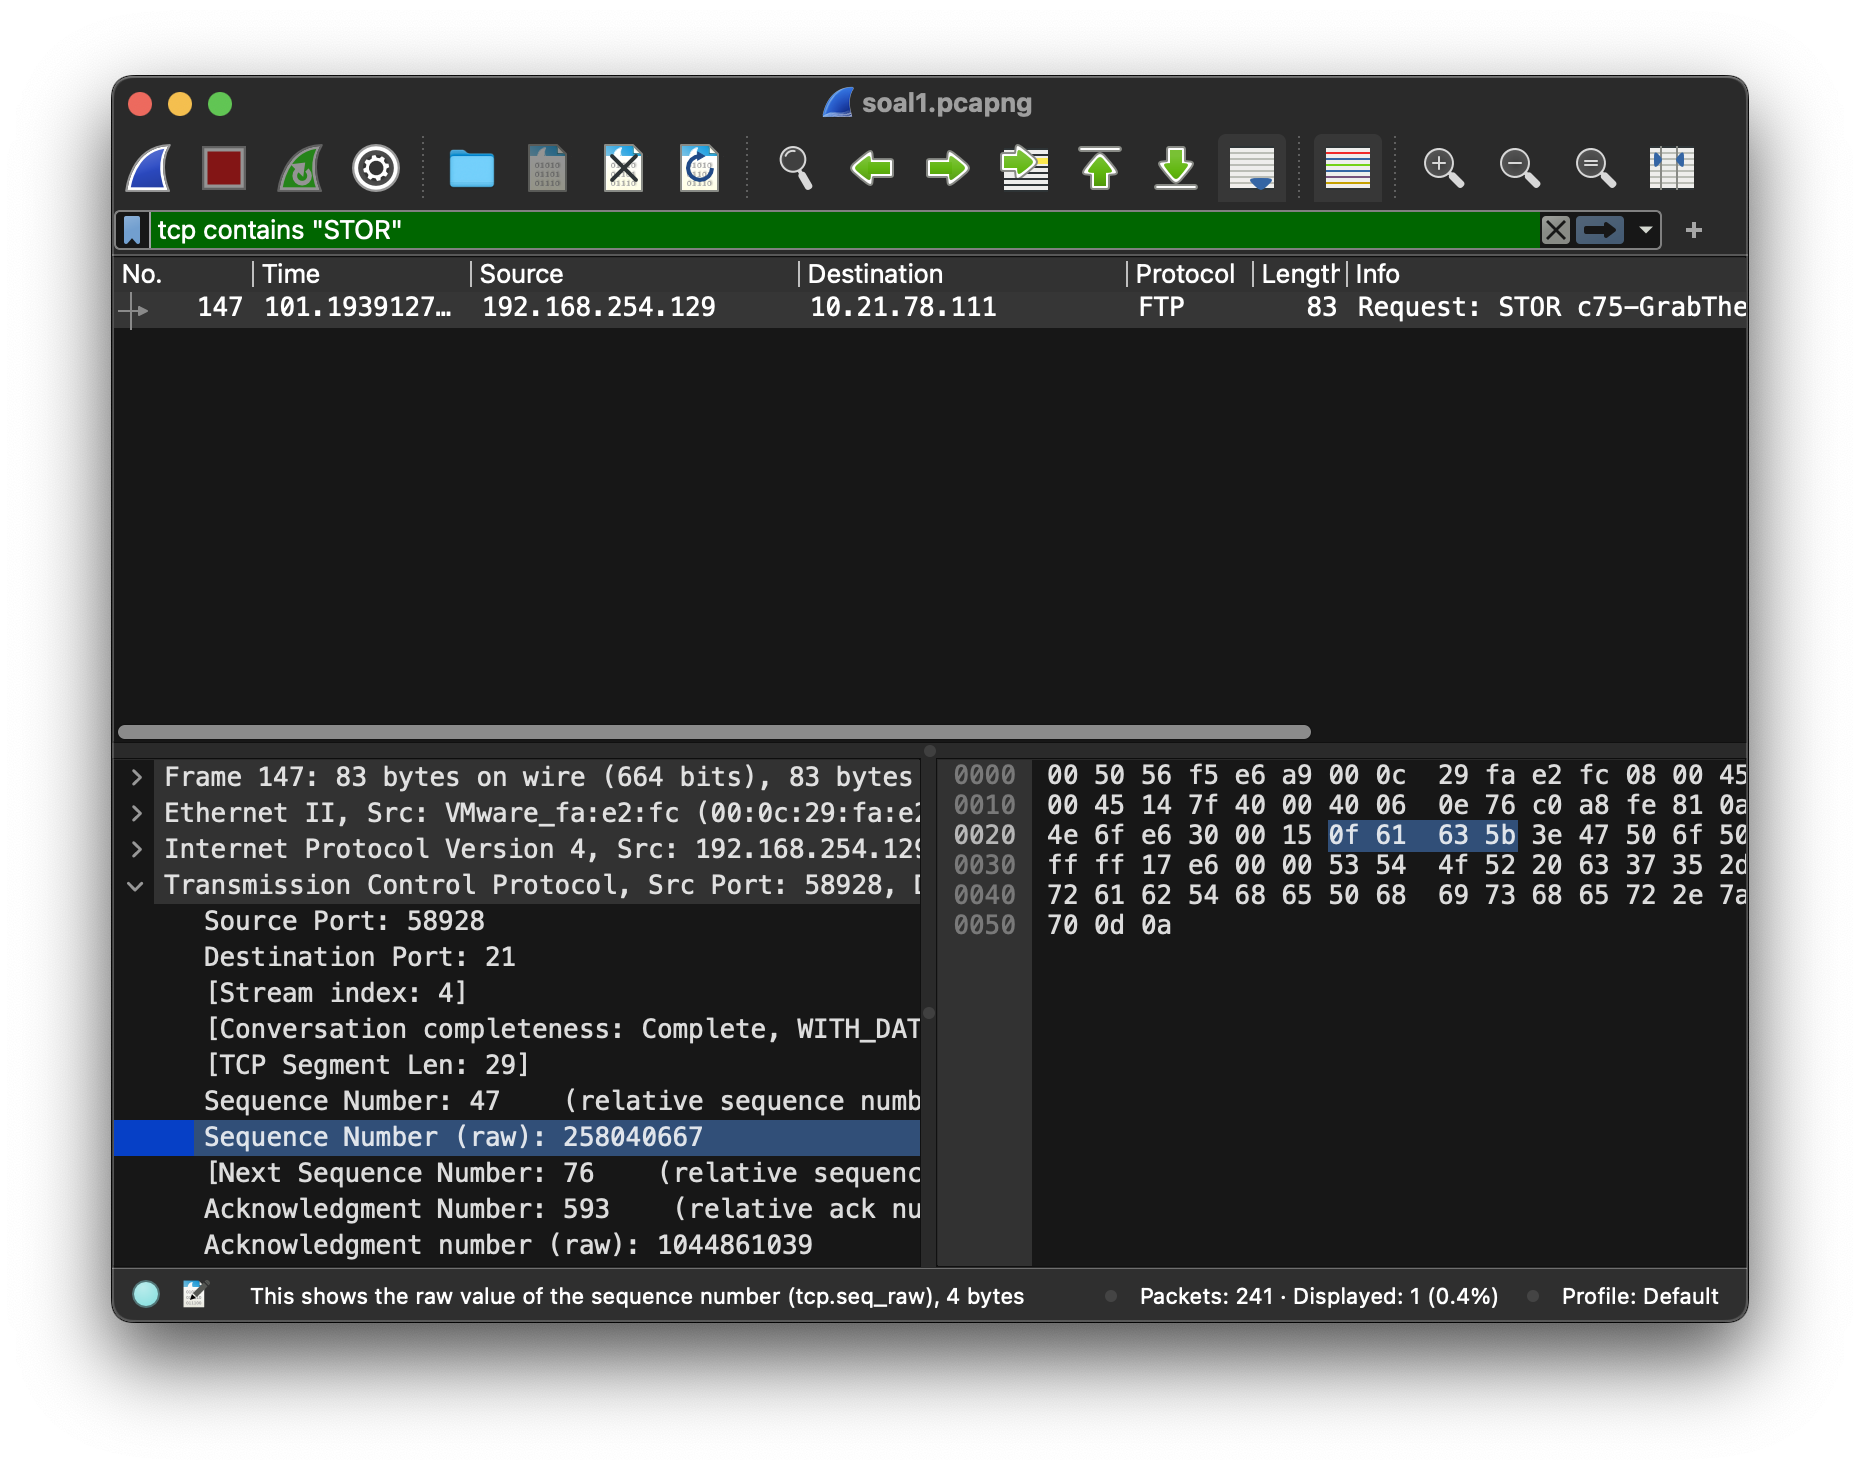 soal1.pcapng
tcp contains "STOR"
No. Time Source Destination Protocol Length Info
147 101.1939127… 192.168.254.129 10.21.78.111 FTP 83 Request: STOR c75-GrabThe
Frame 147: 83 bytes on wire (664 bits), 83 bytes
Ethernet II, Src: VMware_fa:e2:fc (00:0c:29:fa:e2
Internet Protocol Version 4, Src: 192.168.254.129
Transmission Control Protocol, Src Port: 58928, D
Source Port: 58928
Destination Port: 21
[Stream index: 4]
[Conversation completeness: Complete, WITH_DAT
[TCP Segment Len: 29]
Sequence Number: 47 (relative sequence numb
Sequence Number (raw): 258040667
[Next Sequence Number: 76 (relative sequenc
Acknowledgment Number: 593 (relative ack nu
Acknowledgment number (raw): 1044861039
0000 00 50 56 f5 e6 a9 00 0c 29 fa e2 fc 08 00 45
0010 00 45 14 7f 40 00 40 06 0e 76 c0 a8 fe 81 0a
0020 4e 6f e6 30 00 15 0f 61 63 5b 3e 47 50 6f 50
0030 ff ff 17 e6 00 00 53 54 4f 52 20 63 37 35 2d
0040 72 61 62 54 68 65 50 68 69 73 68 65 72 2e 7a
0050 70 0d 0a
This shows the raw value of the sequence number (tcp.seq_raw), 4 bytes
Packets: 241 · Displayed: 1 (0.4%)
Profile: Default